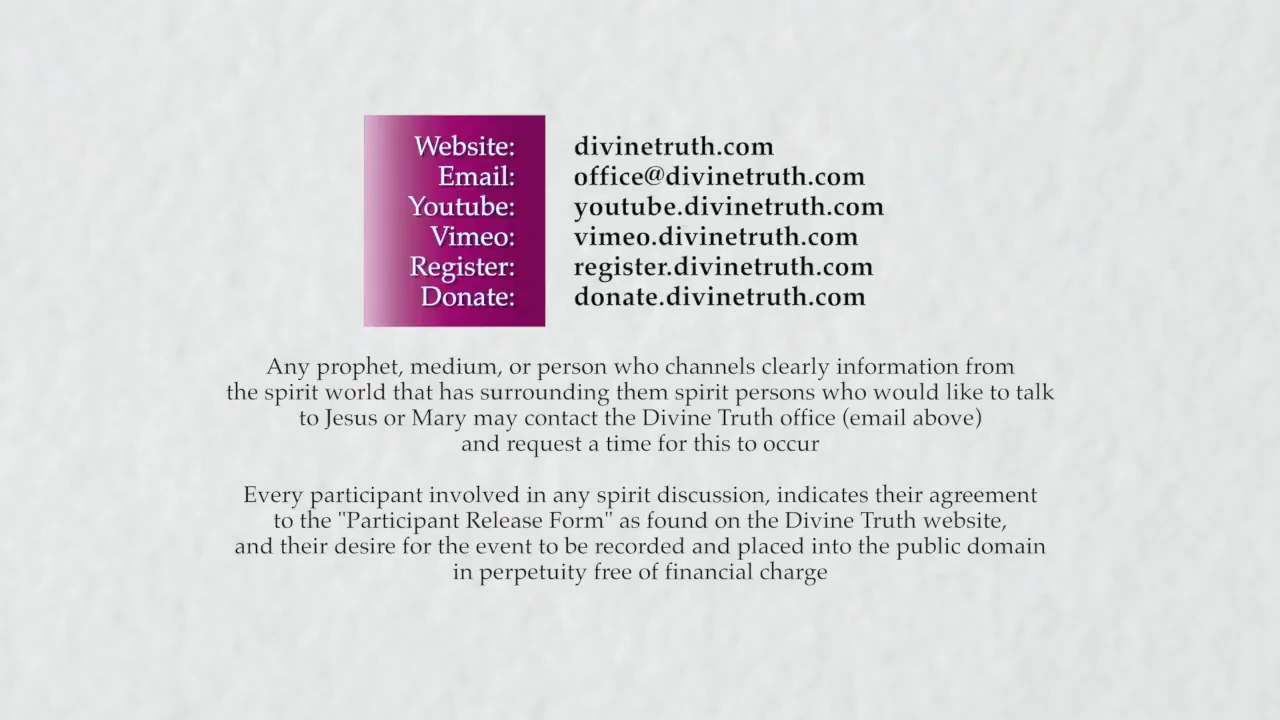 Website: divinetruth.com
Email: office@divinetruth.com
Youtube: youtube.divinetruth.com
Vimeo: vimeo.divinetruth.com
Register: register.divinetruth.com
Donate: donate.divinetruth.com
Any prophet, medium, or person who channels clearly information from
the spirit world that has surrounding them spirit persons who would like to talk
to Jesus or Mary may contact the Divine Truth office (email above)
and request a time for this to occur
Every participant involved in any spirit discussion, indicates their agreement
to the "Participant Release Form" as found on the Divine Truth website,
and their desire for the event to be recorded and placed into the public domain
in perpetuity free of financial charge